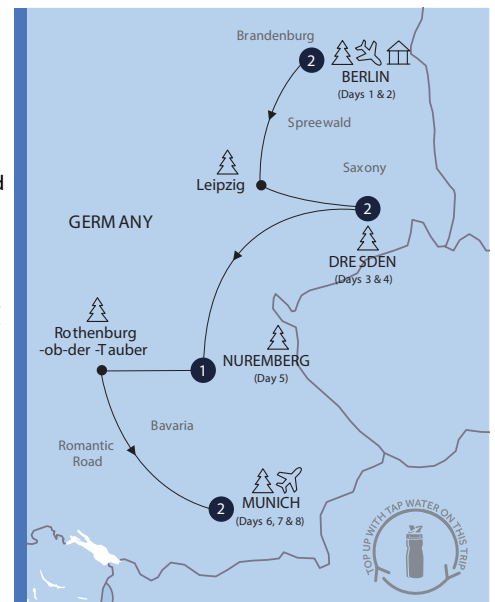 Brandenburg
2
BERLIN
(Days 1 & 2)
Spreewald
Saxony
Leipzig
d
2
GERMANY
DRESDEN
(Days 3 & 4)
Rothenburg
-ob-der -Tauber
NUREMBERG
1
(Day 5)
Bavaria
Romantic
Road
2
MUNICH
(Days 6, 7 & 8)
TOP UP WITH TAP WATER ON THIS TRIP